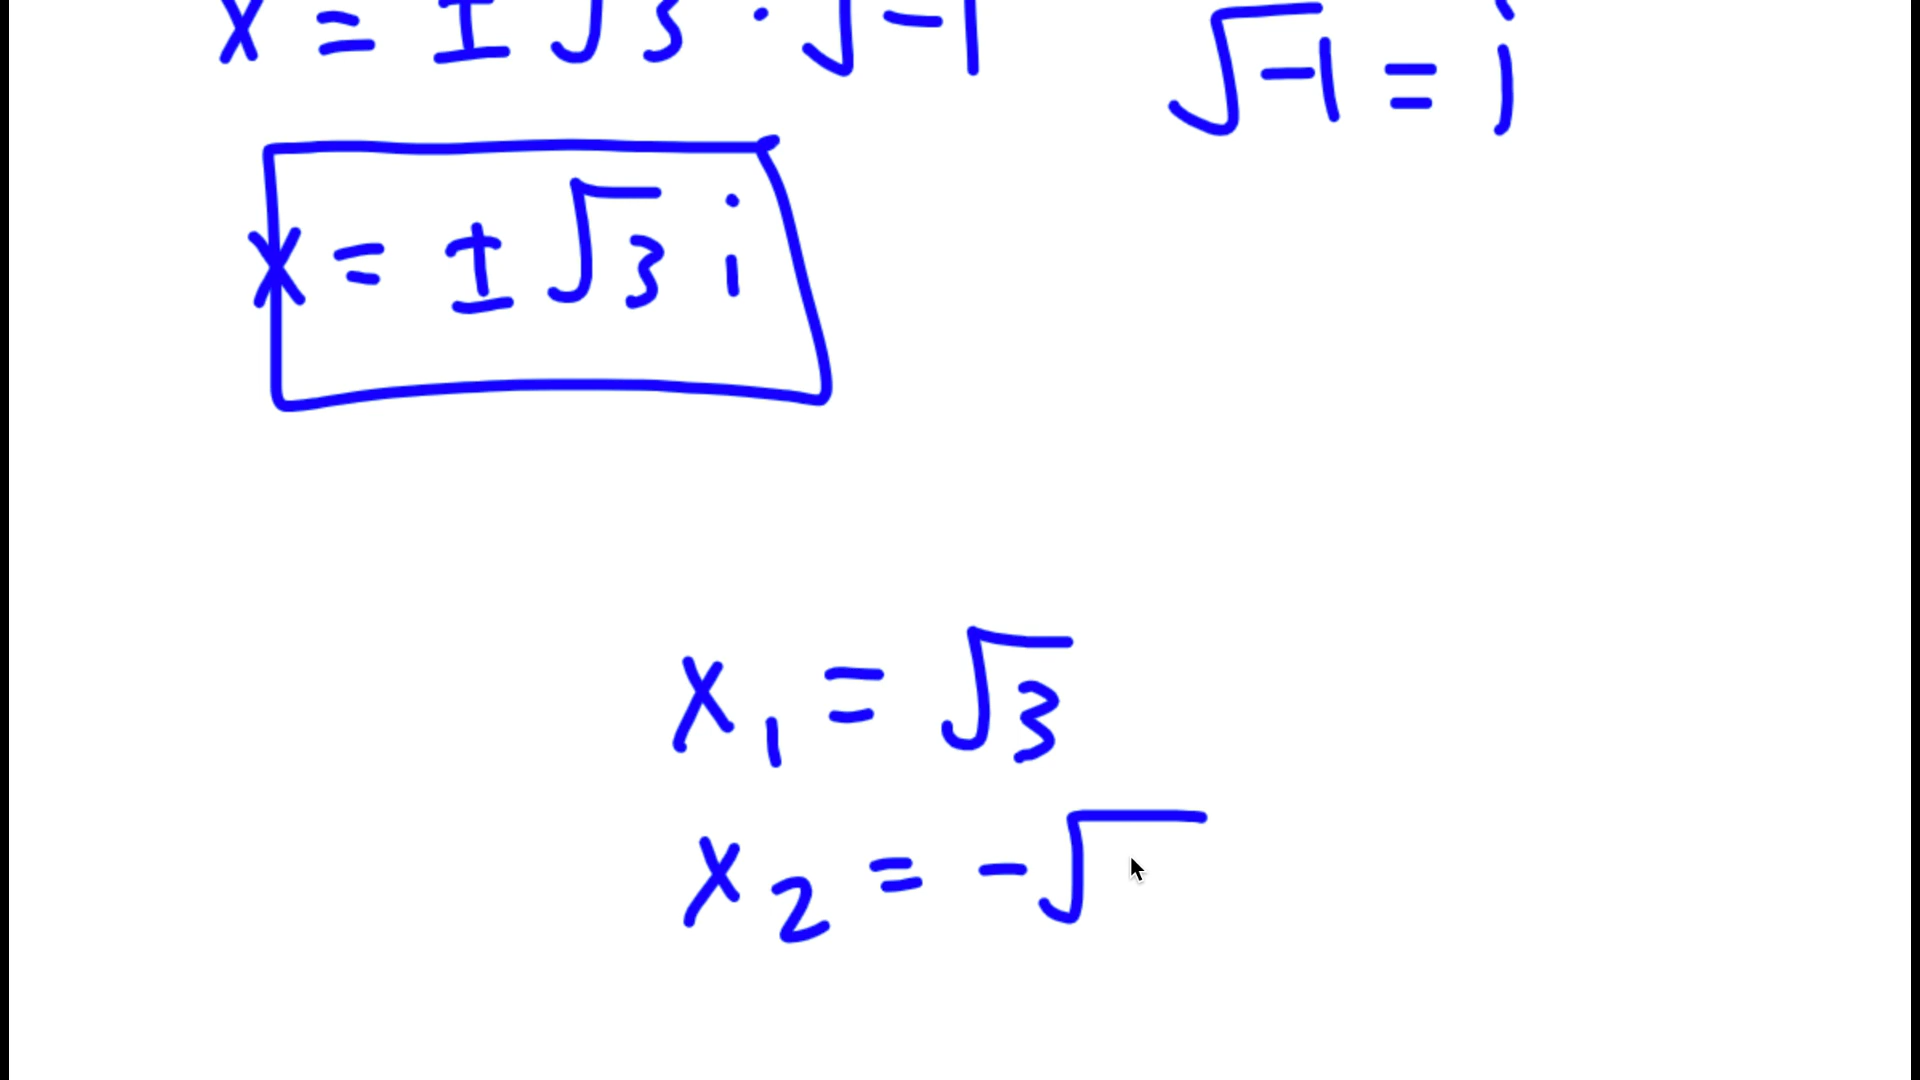 x = ± √3 · √-1
√-1 = i
x = ± √3 i
x₁ = √3
x₂ = -√